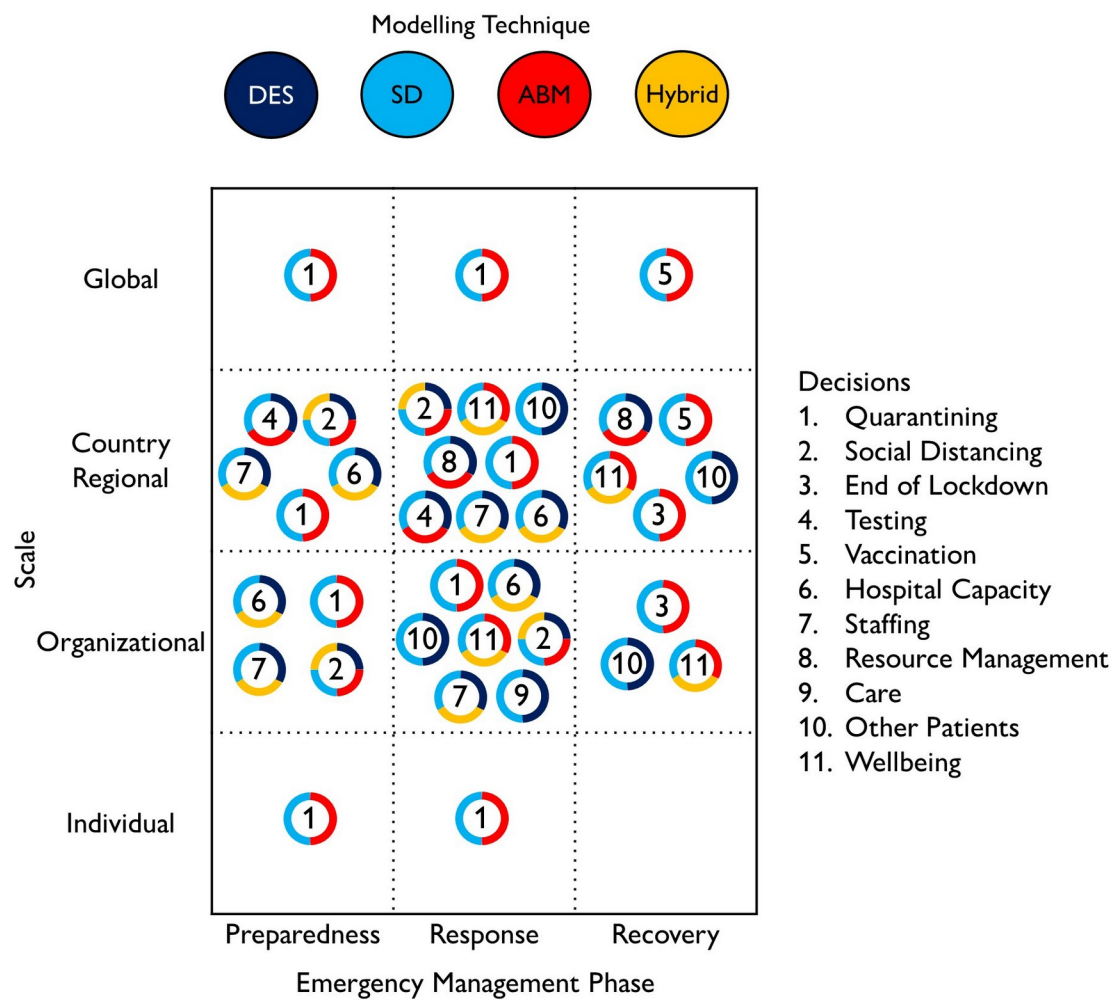 Modelling Technique
DES SD ABM Hybrid
Global
1 1 5
Country
Regional
4 2
7 6
1
2 11 10
8 1
4 7 6
8 5
11 10
3
Scale
Organizational
6 1
7 2
1 6
10 11 2
7 9
3
10 11
Individual
1 1
Preparedness Response Recovery
Emergency Management Phase
Decisions
1. Quarantining
2. Social Distancing
3. End of Lockdown
4. Testing
5. Vaccination
6. Hospital Capacity
7. Staffing
8. Resource Management
9. Care
10. Other Patients
11. Wellbeing